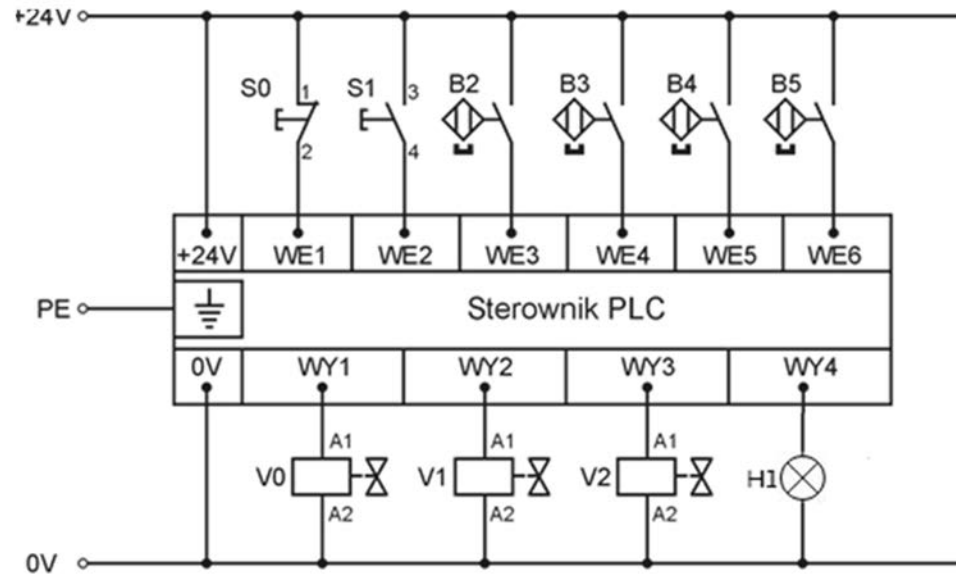 +24V
S0 1 2
S1 3 4
B2
B3
B4
B5
+24V WE1 WE2 WE3 WE4 WE5 WE6
PE
Sterownik PLC
0V WY1 WY2 WY3 WY4
V0 A1 A2
V1 A1 A2
V2 A1 A2
H1
0V